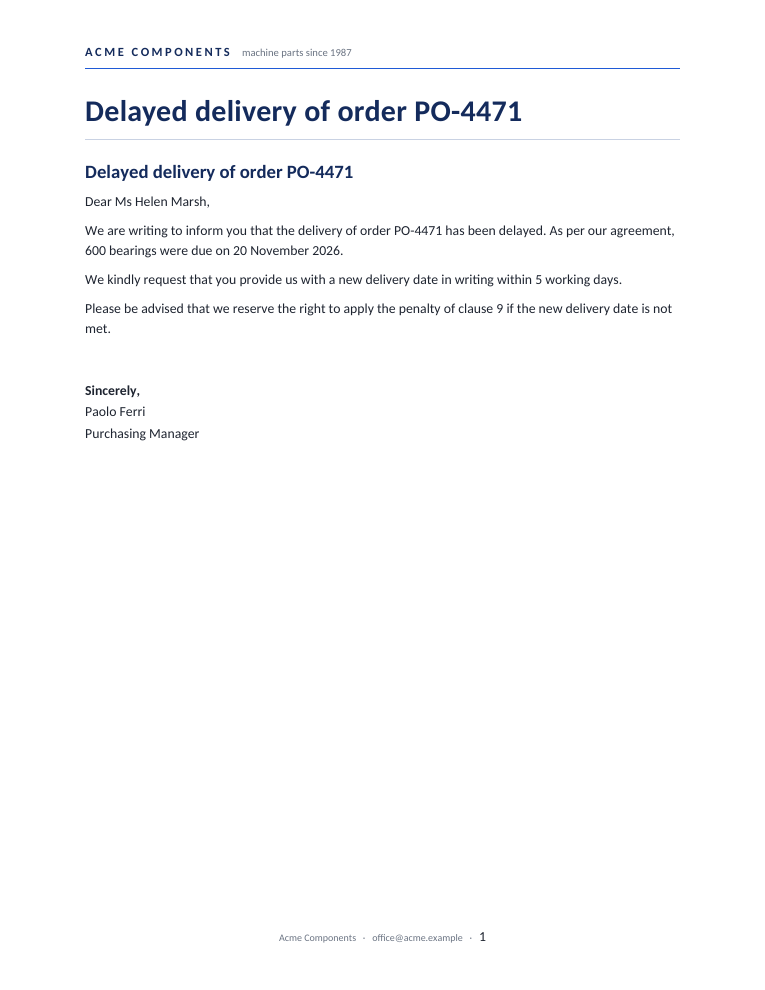 ACME COMPONENTS machine parts since 1987
Delayed delivery of order PO-4471
Delayed delivery of order PO-4471
Dear Ms Helen Marsh,
We are writing to inform you that the delivery of order PO-4471 has been delayed. As per our agreement,
600 bearings were due on 20 November 2026.
We kindly request that you provide us with a new delivery date in writing within 5 working days.
Please be advised that we reserve the right to apply the penalty of clause 9 if the new delivery date is not
met.
Sincerely,
Paolo Ferri
Purchasing Manager
Acme Components · office@acme.example · 1